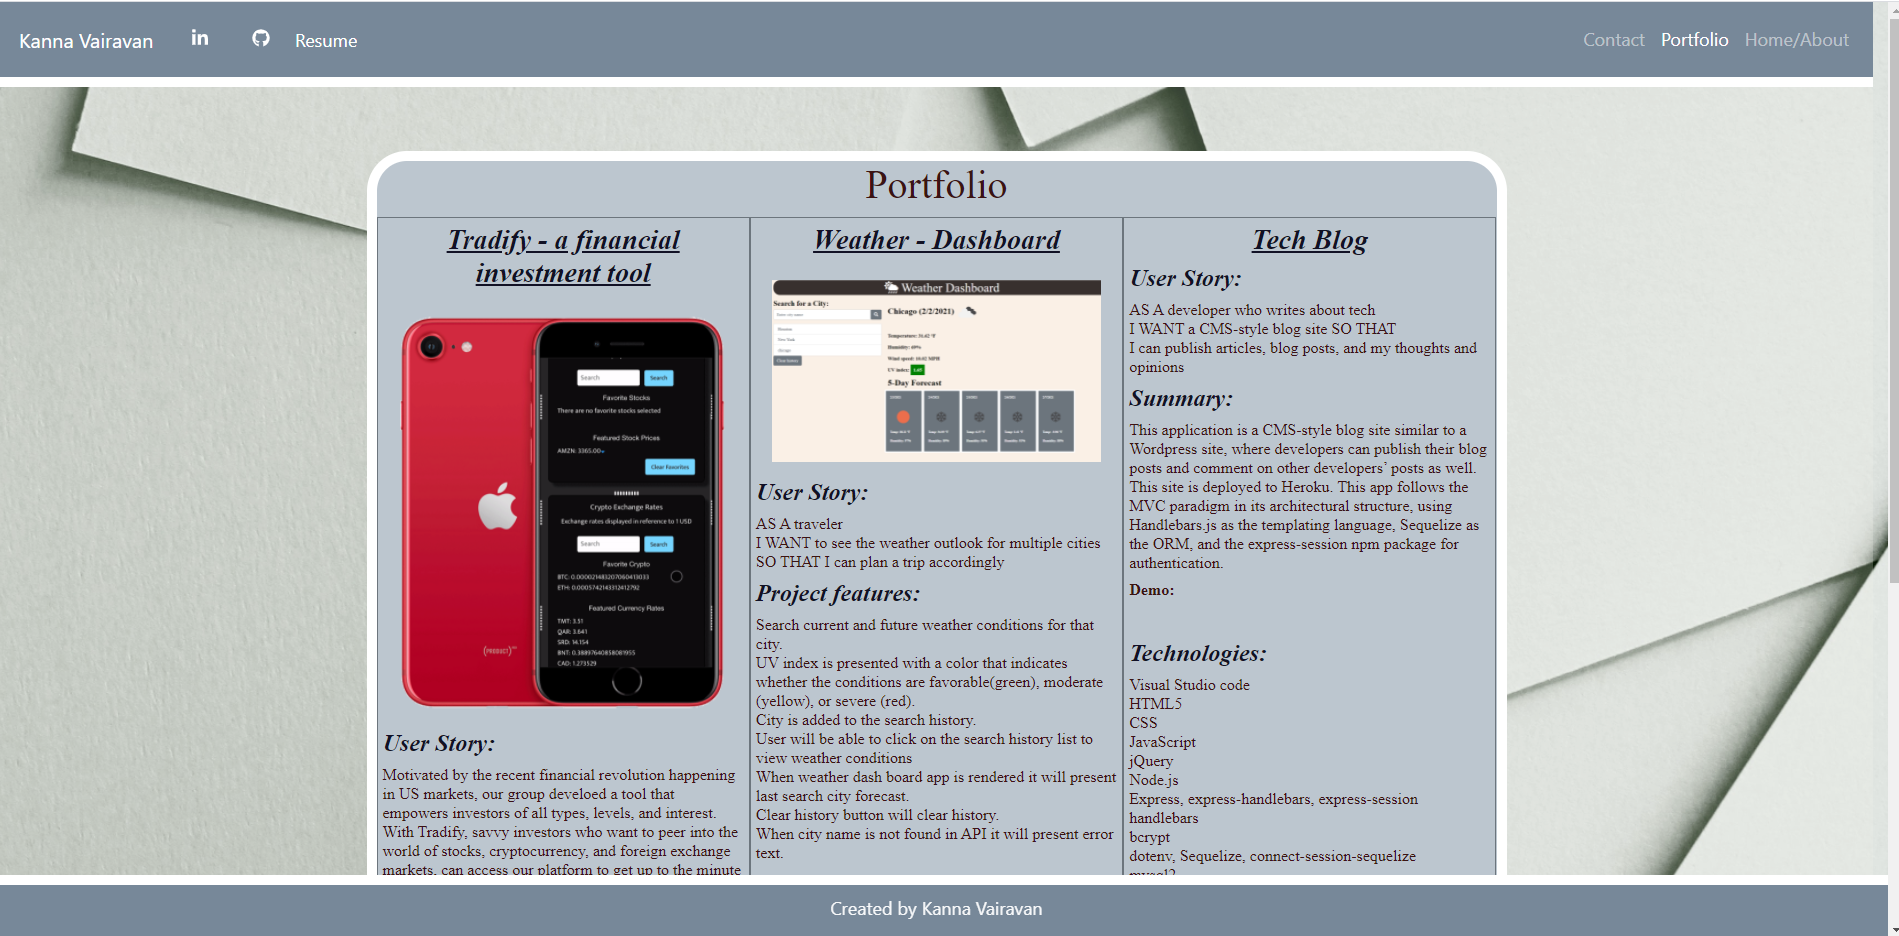 Kanna Vairavan
in
Resume
Contact
Portfolio
Home/About
Portfolio
Tradify - a financial
investment tool
Search
Search
Favorite Stocks
There are no favorite stocks selected
Featured Stock Prices
AMZN: 3365.00
Clear Favorites
Crypto Exchange Rates
Exchange rates displayed in reference to 1 USD
Search
Search
Favorite Crypto
BTC: 0.000021483207060413033
ETH: 0.0005742143312412792
Featured Currency Rates
TMT: 3.51
QAR: 3.641
SRD: 14.154
BNT: 0.38897640858081955
CAD: 1.273529
(PRODUCT)
User Story:
Motivated by the recent financial revolution happening
in US markets, our group develoed a tool that
empowers investors of all types, levels, and interest.
With Tradify, savvy investors who want to peer into the
world of stocks, cryptocurrency, and foreign exchange
markets, can access our platform to get up to the minute
Weather - Dashboard
Weather Dashboard
Search for a City:
Chicago (2/2/2021)
New York
Chicago
Clear history
Humidity: 69%
UV index:
5-Day Forecast
User Story:
AS A traveler
I WANT to see the weather outlook for multiple cities
SO THAT I can plan a trip accordingly
Project features:
Search current and future weather conditions for that
city.
UV index is presented with a color that indicates
whether the conditions are favorable(green), moderate
(yellow), or severe (red).
City is added to the search history.
User will be able to click on the search history list to
view weather conditions
When weather dash board app is rendered it will present
last search city forecast.
Clear history button will clear history.
When city name is not found in API it will present error
text.
Tech Blog
User Story:
AS A developer who writes about tech
I WANT a CMS-style blog site SO THAT
I can publish articles, blog posts, and my thoughts and
opinions
Summary:
This application is a CMS-style blog site similar to a
Wordpress site, where developers can publish their blog
posts and comment on other developers’ posts as well.
This site is deployed to Heroku. This app follows the
MVC paradigm in its architectural structure, using
Handlebars.js as the templating language, Sequelize as
the ORM, and the express-session npm package for
authentication.
Demo:
Technologies:
Visual Studio code
HTML5
CSS
JavaScript
jQuery
Node.js
Express, express-handlebars, express-session
handlebars
bcrypt
dotenv, Sequelize, connect-session-sequelize
mysql2
Created by Kanna Vairavan